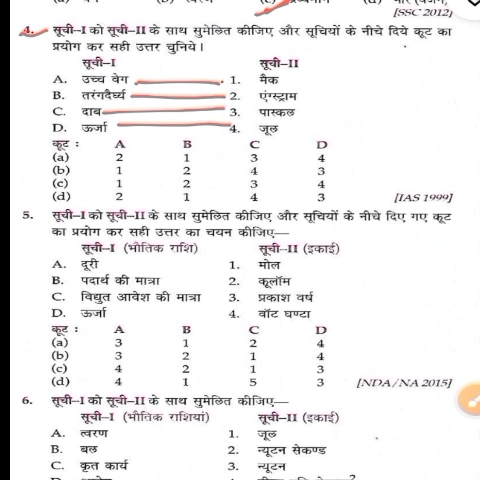 [SSC 2012]
4. सूची–I को सूची–II के साथ सुमेलित कीजिए और सूचियों के नीचे दिये कूट का
प्रयोग कर सही उत्तर चुनिये।
सूची–I सूची–II
A. उच्च वेग 1. मैक
B. तरंगदैर्घ्य 2. एंग्स्ट्राम
C. दाब 3. पास्कल
D. ऊर्जा 4. जूल
कूट : A B C D
(a) 2 1 3 4
(b) 1 2 4 3
(c) 1 2 3 4
(d) 2 1 4 3 [IAS 1999]
5. सूची–I को सूची–II के साथ सुमेलित कीजिए और सूचियों के नीचे दिए गए कूट
का प्रयोग कर सही उत्तर का चयन कीजिए—
सूची–I (भौतिक राशि) सूची–II (इकाई)
A. दूरी 1. मोल
B. पदार्थ की मात्रा 2. कूलॉम
C. विद्युत आवेश की मात्रा 3. प्रकाश वर्ष
D. ऊर्जा 4. वॉट घण्टा
कूट : A B C D
(a) 3 1 2 4
(b) 3 2 1 4
(c) 4 2 1 3
(d) 4 1 5 3 [NDA/NA 2015]
6. सूची–I को सूची–II के साथ सुमेलित कीजिए—
सूची–I (भौतिक राशियां) सूची–II (इकाई)
A. त्वरण 1. जूल
B. बल 2. न्यूटन सेकण्ड
C. कृत कार्य 3. न्यूटन